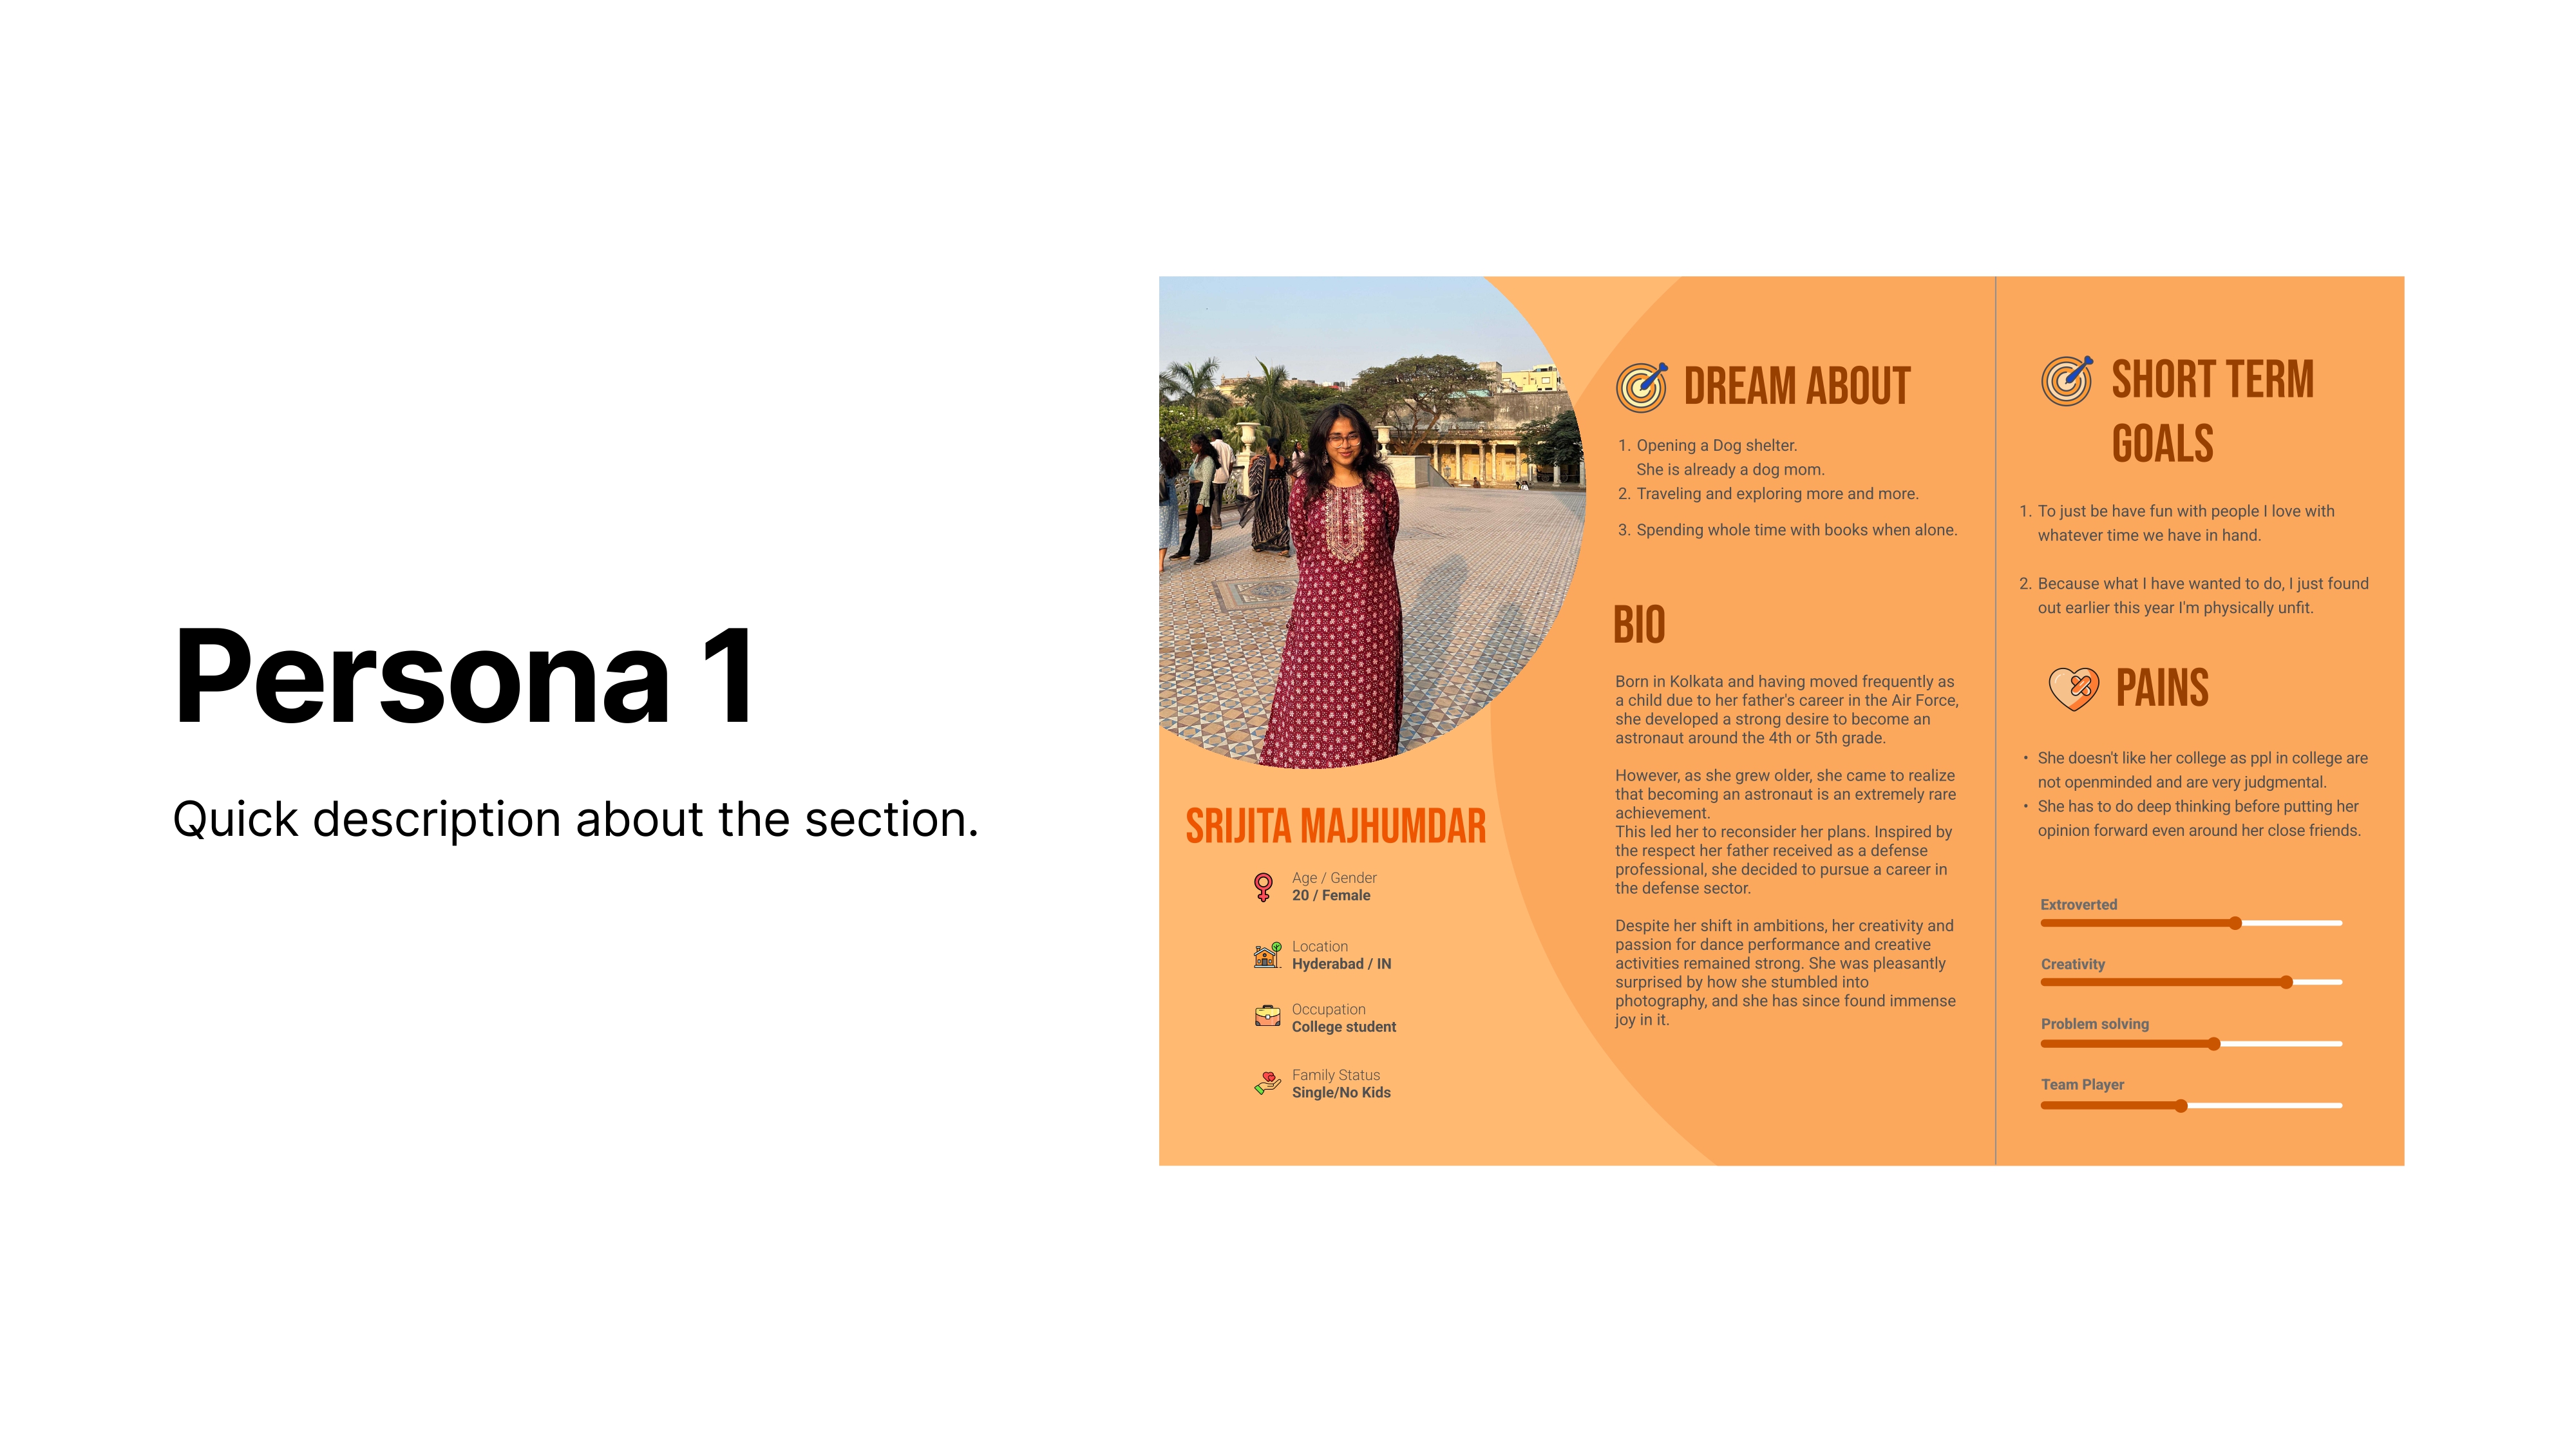 Persona 1
Quick description about the section.
SRIJITA MAJHUMDAR
Age / Gender
20 / Female
Location
Hyderabad / IN
Occupation
College student
Family Status
Single/No Kids
DREAM ABOUT
1. Opening a Dog shelter.
She is already a dog mom.
2. Traveling and exploring more and more.
3. Spending whole time with books when alone.
BIO
Born in Kolkata and having moved frequently as
a child due to her father's career in the Air Force,
she developed a strong desire to become an
astronaut around the 4th or 5th grade.
However, as she grew older, she came to realize
that becoming an astronaut is an extremely rare
achievement.
This led her to reconsider her plans. Inspired by
the respect her father received as a defense
professional, she decided to pursue a career in
the defense sector.
Despite her shift in ambitions, her creativity and
passion for dance performance and creative
activities remained strong. She was pleasantly
surprised by how she stumbled into
photography, and she has since found immense
joy in it.
SHORT TERM
GOALS
1. To just be have fun with people I love with
whatever time we have in hand.
2. Because what I have wanted to do, I just found
out earlier this year I'm physically unfit.
PAINS
• She doesn't like her college as ppl in college are
not openminded and are very judgmental.
• She has to do deep thinking before putting her
opinion forward even around her close friends.
Extroverted
Creativity
Problem solving
Team Player